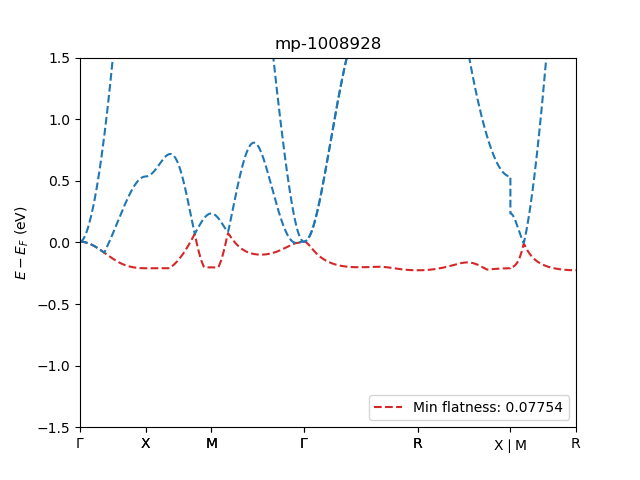 mp-1008928
E − E_F (eV)
1.5
1.0
0.5
0.0
−0.5
−1.0
−1.5
Min flatness: 0.07754
Γ X M Γ R X | M R